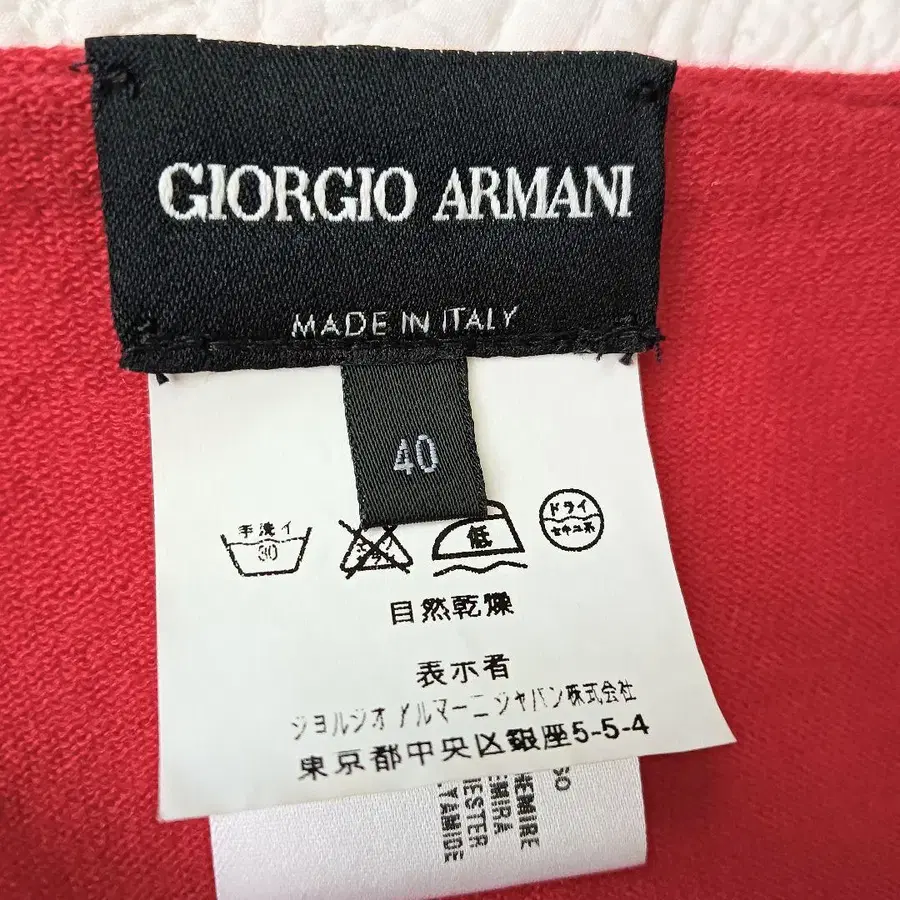 GIORGIO ARMANI
MADE IN ITALY
40
手洗イ
30
低
ドライ
セキユ系
自然乾燥
表示者
ジョルジオ アルマーニ ジャパン株式会社
東京都中央区銀座5-5-4